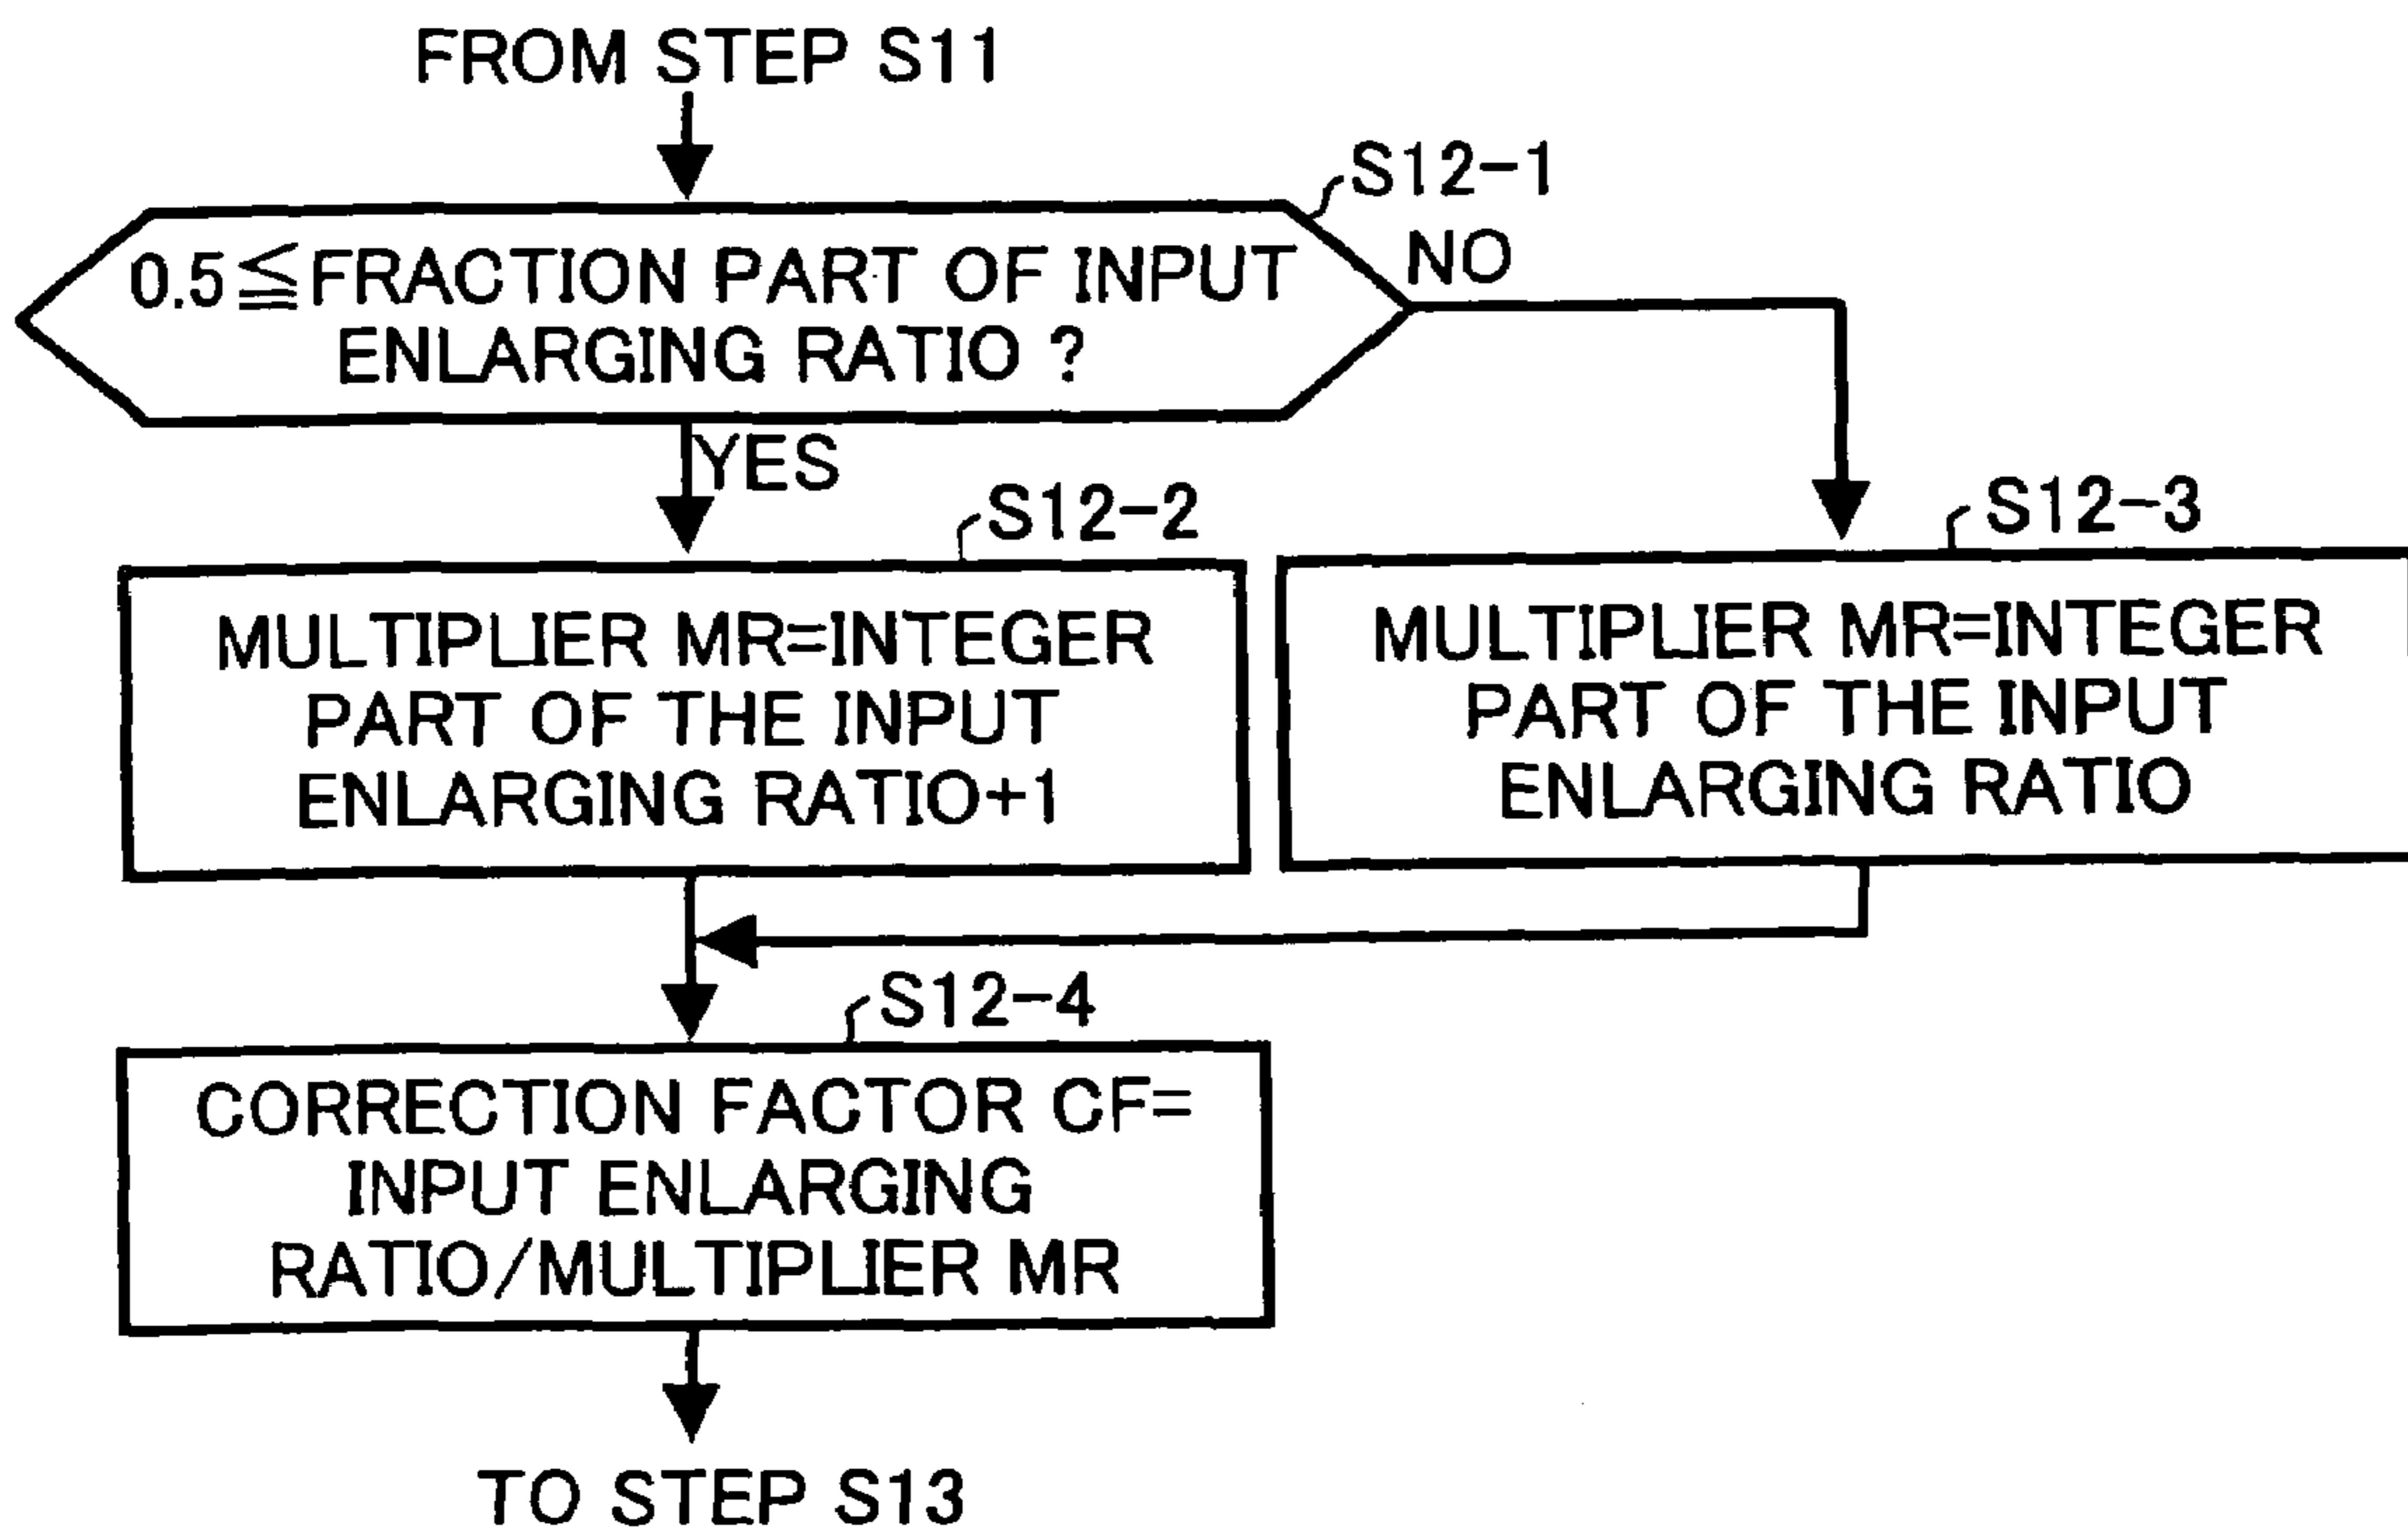 FROM STEP S11
S12-1
0.5≦FRACTION PART OF INPUT
ENLARGING RATIO ?
NO
YES
S12-2
MULTIPLIER MR=INTEGER
PART OF THE INPUT
ENLARGING RATIO+1
S12-3
MULTIPLIER MR=INTEGER
PART OF THE INPUT
ENLARGING RATIO
S12-4
CORRECTION FACTOR CF=
INPUT ENLARGING
RATIO/MULTIPLIER MR
TO STEP S13